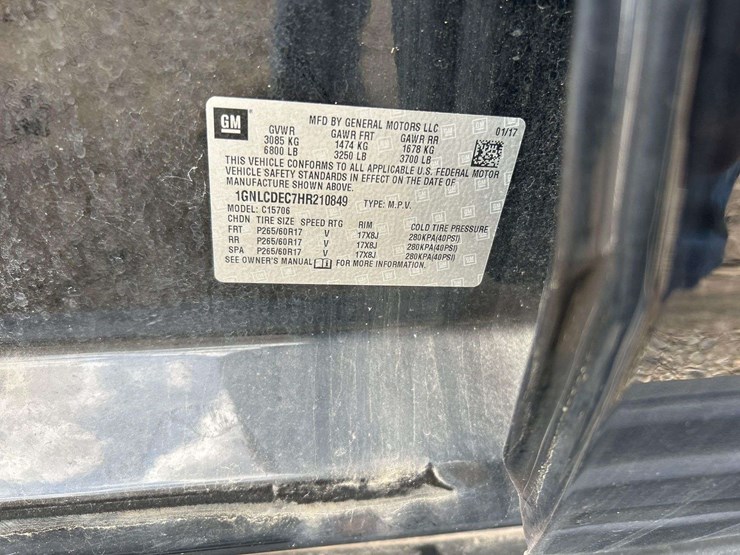 GM
MFD BY GENERAL MOTORS LLC 01/17
GVWR GAWR FRT GAWR RR
3085 KG 1474 KG 1678 KG
6800 LB 3250 LB 3700 LB
THIS VEHICLE CONFORMS TO ALL APPLICABLE U.S. FEDERAL MOTOR
VEHICLE SAFETY STANDARDS IN EFFECT ON THE DATE OF
MANUFACTURE SHOWN ABOVE.
1GNLCDEC7HR210849 TYPE: M.P.V.
MODEL: C15706
CHDN TIRE SIZE SPEED RTG RIM COLD TIRE PRESSURE
FRT P265/60R17 V 17X8J 280KPA(40PSI)
RR P265/60R17 V 17X8J 280KPA(40PSI)
SPA P265/60R17 V 17X8J 280KPA(40PSI)
SEE OWNER'S MANUAL FOR MORE INFORMATION.